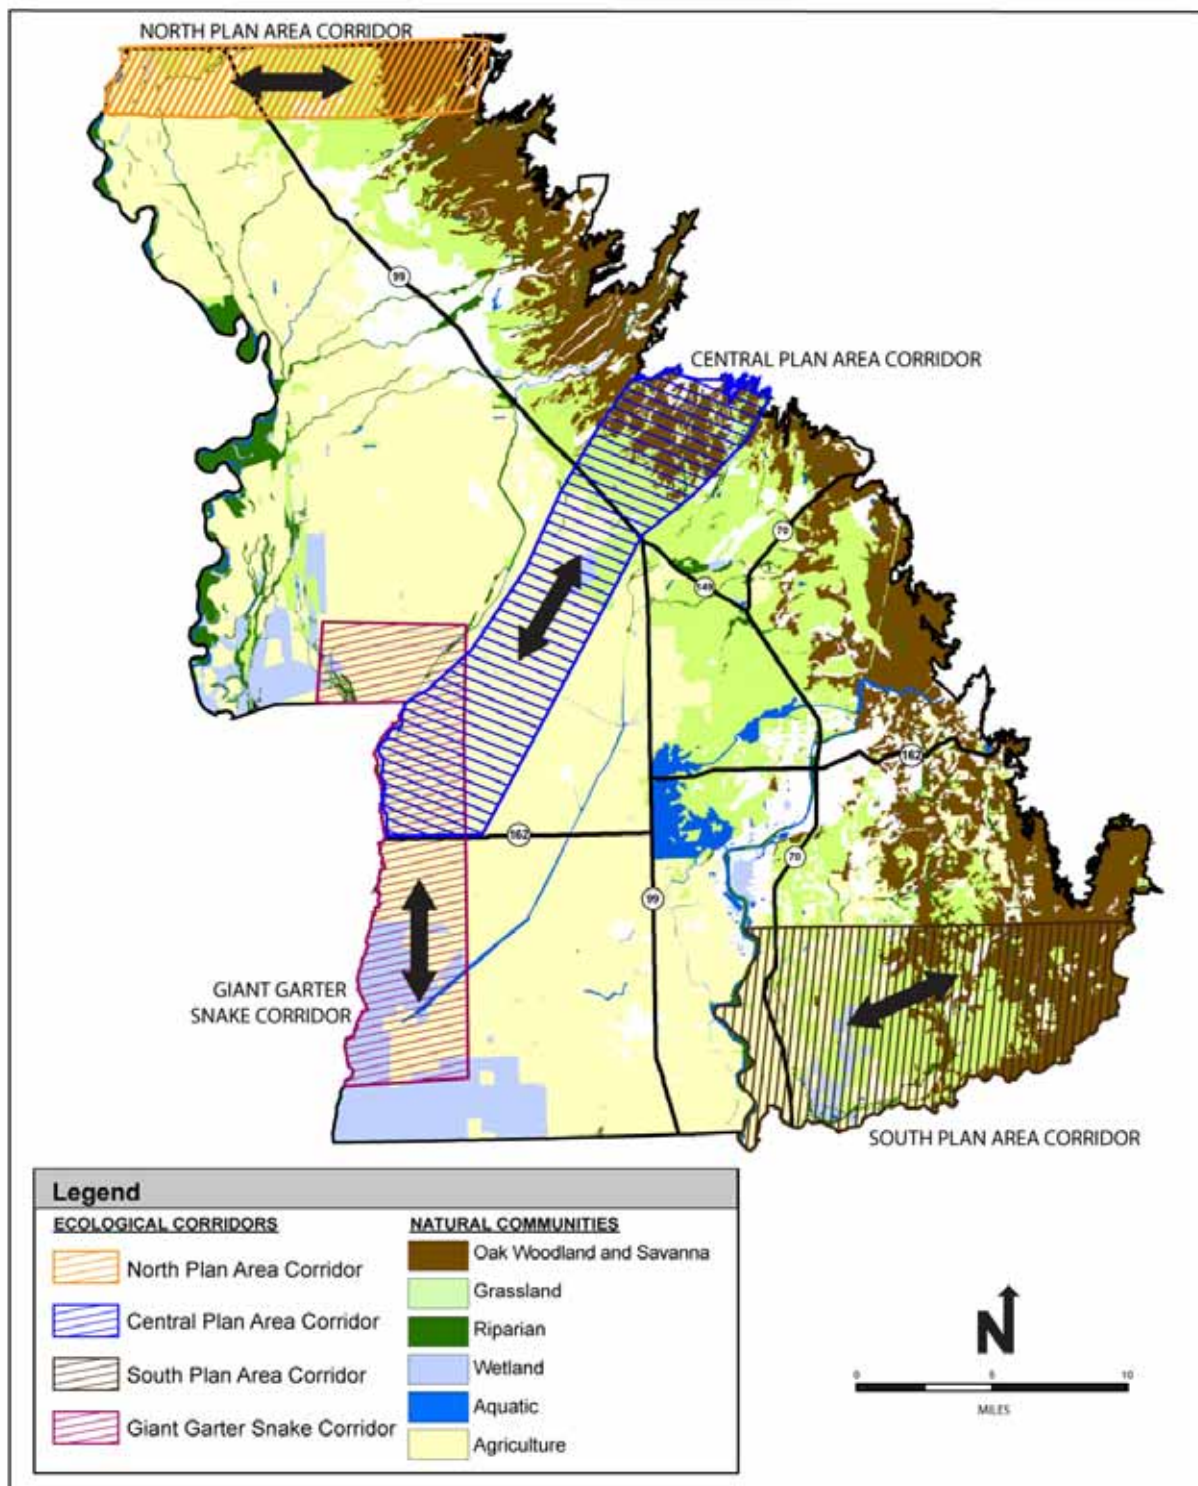 NORTH PLAN AREA CORRIDOR
99
CENTRAL PLAN AREA CORRIDOR
70
149
162
162
70
99
GIANT GARTER
SNAKE CORRIDOR
SOUTH PLAN AREA CORRIDOR
Legend
ECOLOGICAL CORRIDORS
North Plan Area Corridor
Central Plan Area Corridor
South Plan Area Corridor
Giant Garter Snake Corridor
NATURAL COMMUNITIES
Oak Woodland and Savanna
Grassland
Riparian
Wetland
Aquatic
Agriculture
N
0 5 10
MILES